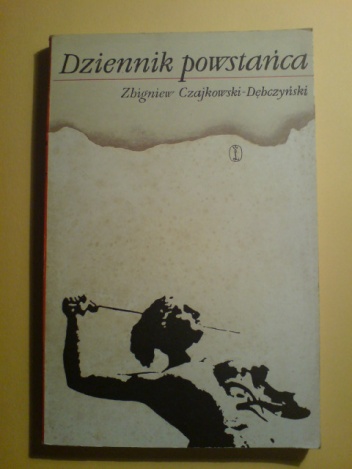 Dziennik powstańca
Zbigniew Czajkowski-Dębczyński